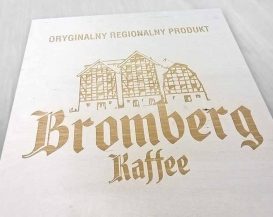 ORYGINALNY REGIONALNY PRODUKT
Bromberg
Kaffee